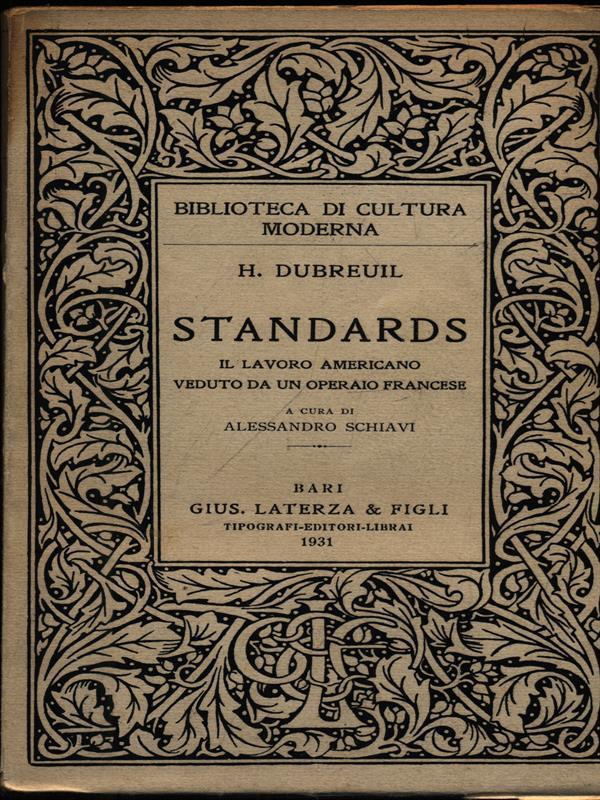 BIBLIOTECA DI CULTURA
MODERNA
H. DUBREUIL
STANDARDS
IL LAVORO AMERICANO
VEDUTO DA UN OPERAIO FRANCESE
A CURA DI
ALESSANDRO SCHIAVI
BARI
GIUS. LATERZA & FIGLI
TIPOGRAFI-EDITORI-LIBRAI
1931